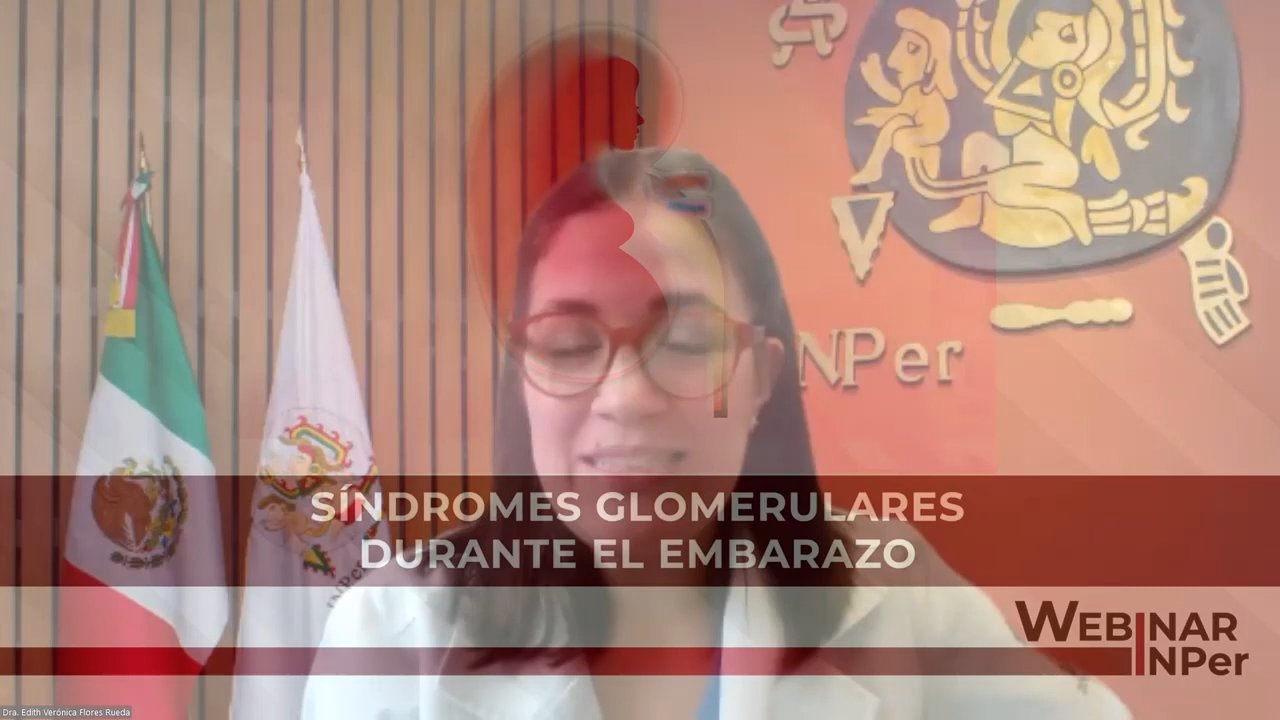 INPer
SÍNDROMES GLOMERULARES
DURANTE EL EMBARAZO
WEBINAR
INPer
Dra. Edith Verónica Flores Rueda